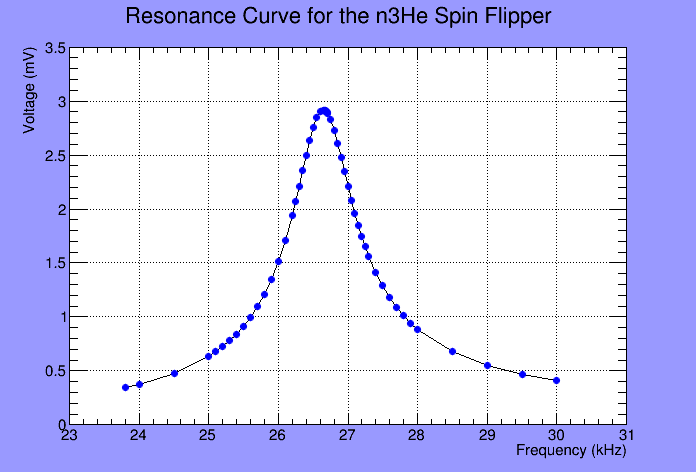 Resonance Curve for the n3He Spin Flipper
Voltage (mV)
3.5
3
2.5
2
1.5
1
0.5
0
23 24 25 26 27 28 29 30 31
Frequency (kHz)